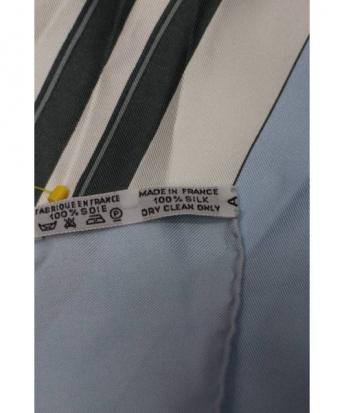 FABRIQUE EN FRANCE
100% SOIE
MADE IN FRANCE
100% SILK
DRY CLEAN ONLY
A